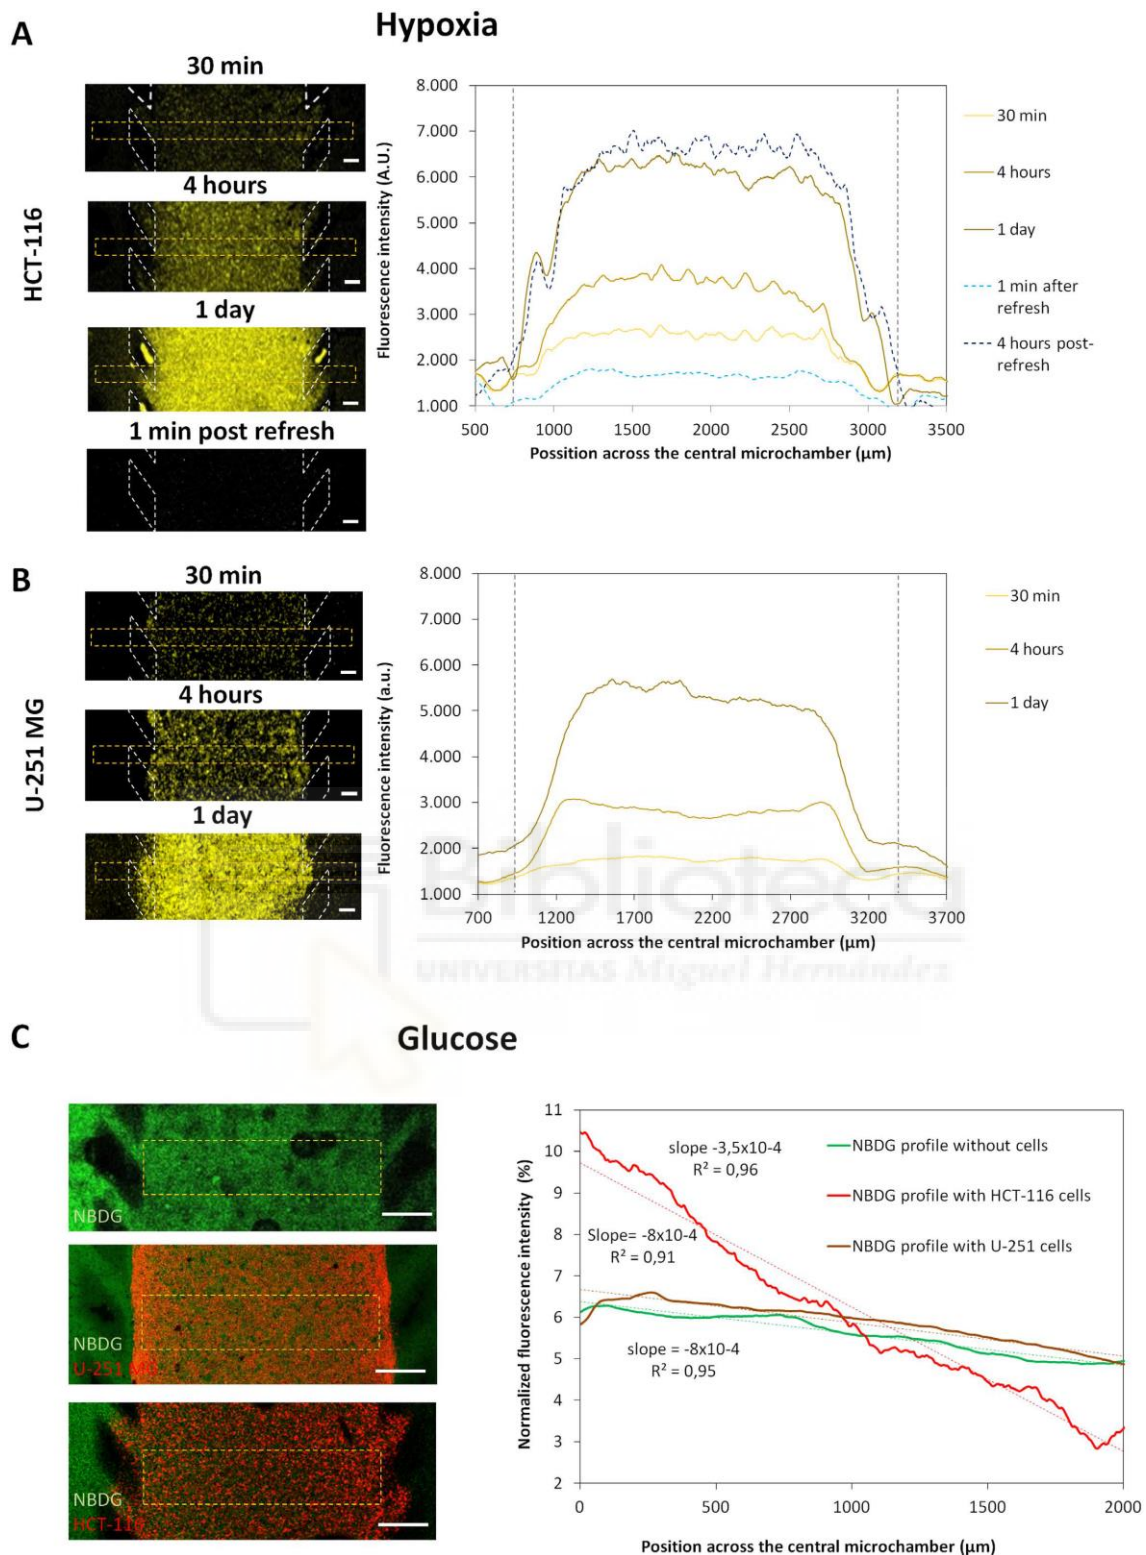 Hypoxia
A
HCT-116
30 min
4 hours
1 day
1 min post refresh
Fluorescence intensity (A.U.)
8.000
7.000
6.000
5.000
4.000
3.000
2.000
1.000
500
1000
1500
2000
2500
3000
3500
Possition across the central microchamber (µm)
30 min
4 hours
1 day
1 min after
refresh
4 hours post-
refresh
B
U-251 MG
30 min
4 hours
1 day
Fluorescence intensity (a.u.)
8.000
7.000
6.000
5.000
4.000
3.000
2.000
1.000
700
1200
1700
2200
2700
3200
3700
Position across the central microchamber (µm)
30 min
4 hours
1 day
Biblioteca
UNIVERSITAS Miguel Hernández
C
Glucose
NBDG
NBDG
U-251
NBDG
HCT-116
Normalized fluorescence intensity (%)
11
10
9
8
7
6
5
4
3
2
0
500
1000
1500
2000
Position across the central microchamber (µm)
slope -3,5x10-4
R² = 0,96
Slope= -8x10-4
R² = 0,91
slope = -8x10-4
R² = 0,95
NBDG profile without cells
NBDG profile with HCT-116 cells
NBDG profile with U-251 cells